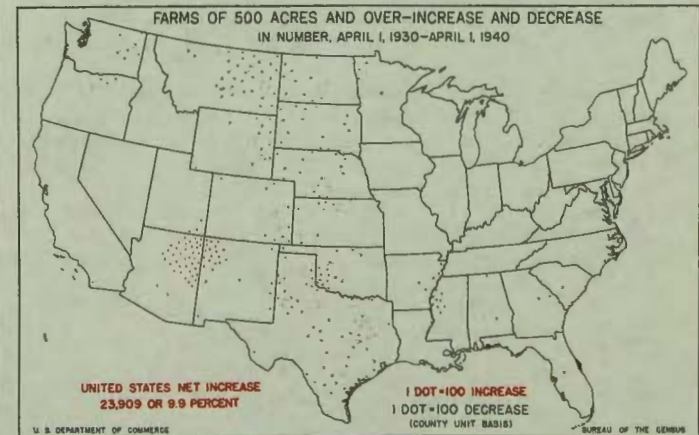 FARMS OF 500 ACRES AND OVER-INCREASE AND DECREASE
IN NUMBER, APRIL 1, 1930-APRIL 1, 1940
UNITED STATES NET INCREASE
23,909 OR 9.9 PERCENT
1 DOT=100 INCREASE
1 DOT=100 DECREASE
(COUNTY UNIT BASIS)
U. S. DEPARTMENT OF COMMERCE
BUREAU OF THE CENSUS